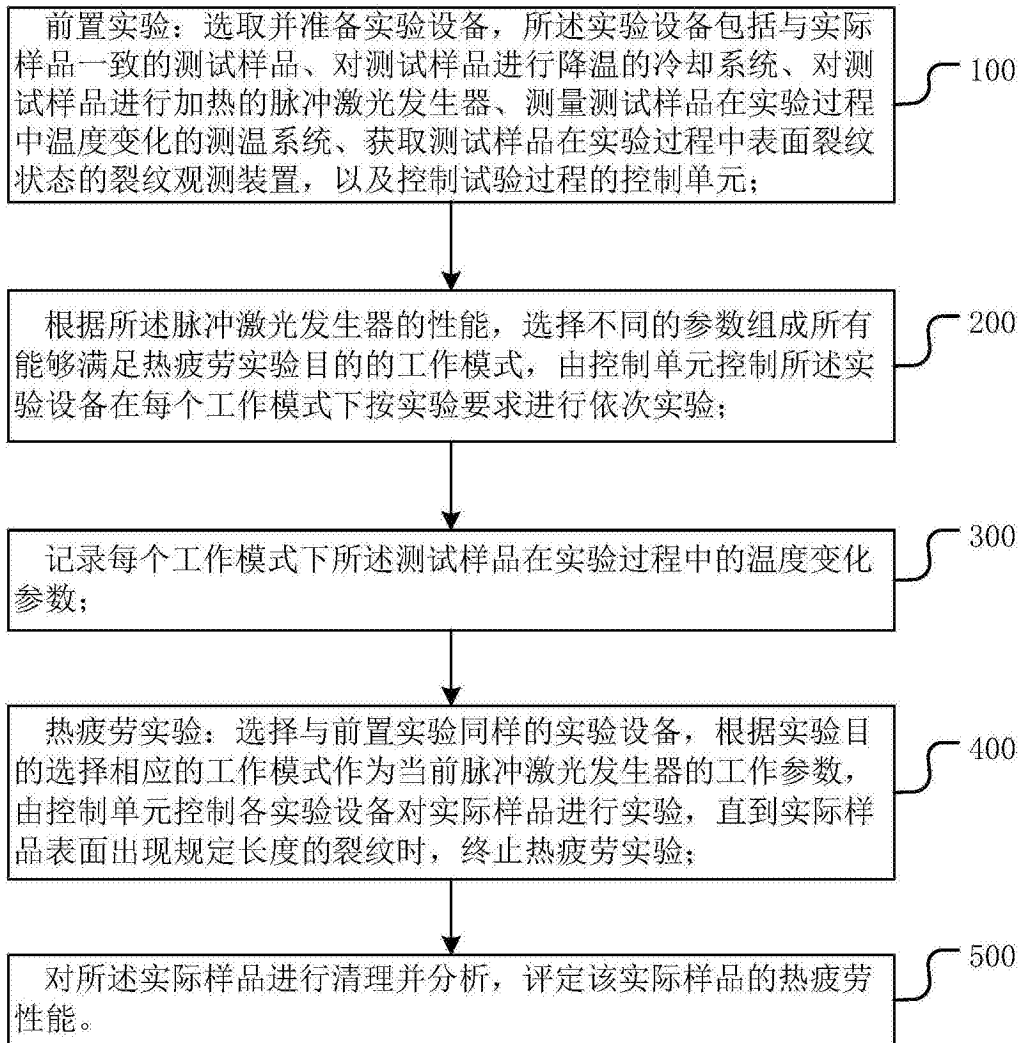 前置实验：选取并准备实验设备，所述实验设备包括与实际
样品一致的测试样品、对测试样品进行降温的冷却系统、对测
试样品进行加热的脉冲激光发生器、测量测试样品在实验过程
中温度变化的测温系统、获取测试样品在实验过程中表面裂纹
状态的裂纹观测装置，以及控制试验过程的控制单元；
100
根据所述脉冲激光发生器的性能，选择不同的参数组成所有
能够满足热疲劳实验目的的工作模式，由控制单元控制所述实
验设备在每个工作模式下按实验要求进行依次实验；
200
记录每个工作模式下所述测试样品在实验过程中的温度变化
参数；
300
热疲劳实验：选择与前置实验同样的实验设备，根据实验目
的选择相应的工作模式作为当前脉冲激光发生器的工作参数，
由控制单元控制各实验设备对实际样品进行实验，直到实际样
品表面出现规定长度的裂纹时，终止热疲劳实验；
400
对所述实际样品进行清理并分析，评定该实际样品的热疲劳
性能。
500